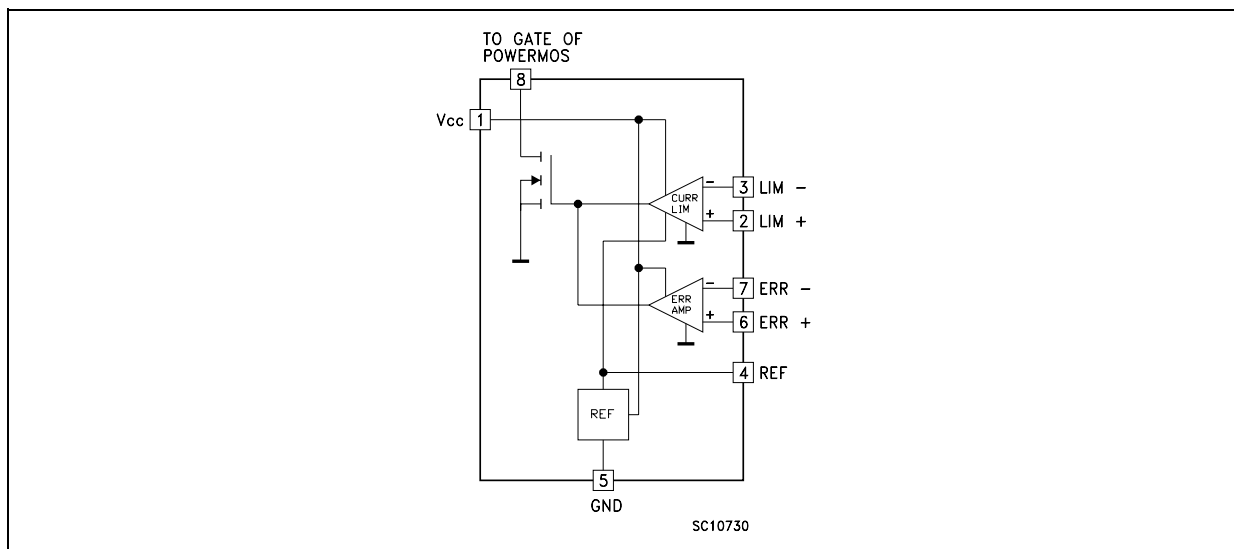 TO GATE OF
POWERMOS
8
Vcc 1
- 3 LIM -
CURR
LIM
+ 2 LIM +
- 7 ERR -
ERR
AMP
+ 6 ERR +
4 REF
REF
5
GND
SC10730